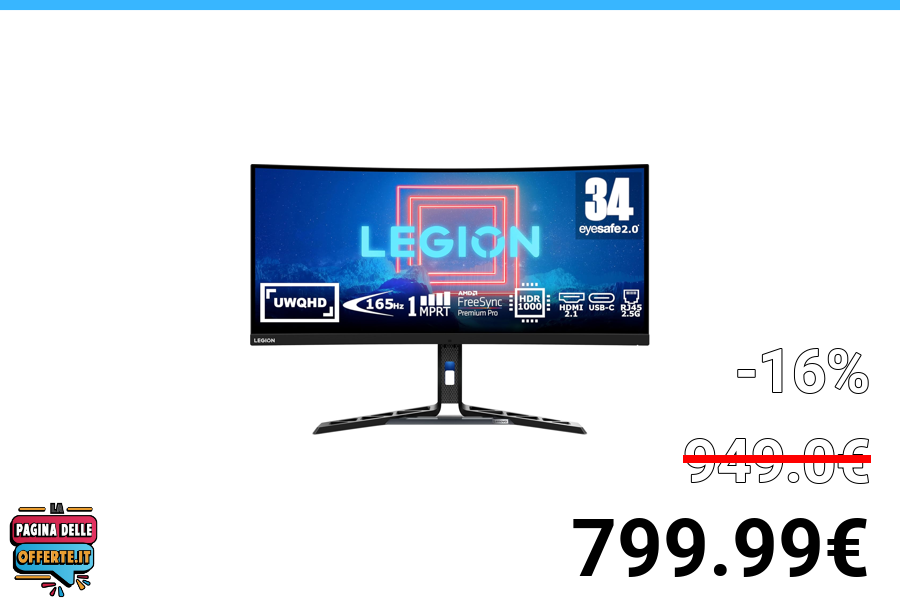 34
eyesafe2.0
LEGION
UWQHD
165Hz
1 MPRT
AMD
FreeSync
Premium Pro
HDR
1000
HDMI
2.1
USB-C
RJ45
2.5G
LEGION
-16%
949.0€
799.99€
LA
PAGINA DELLE
OFFERTE.IT